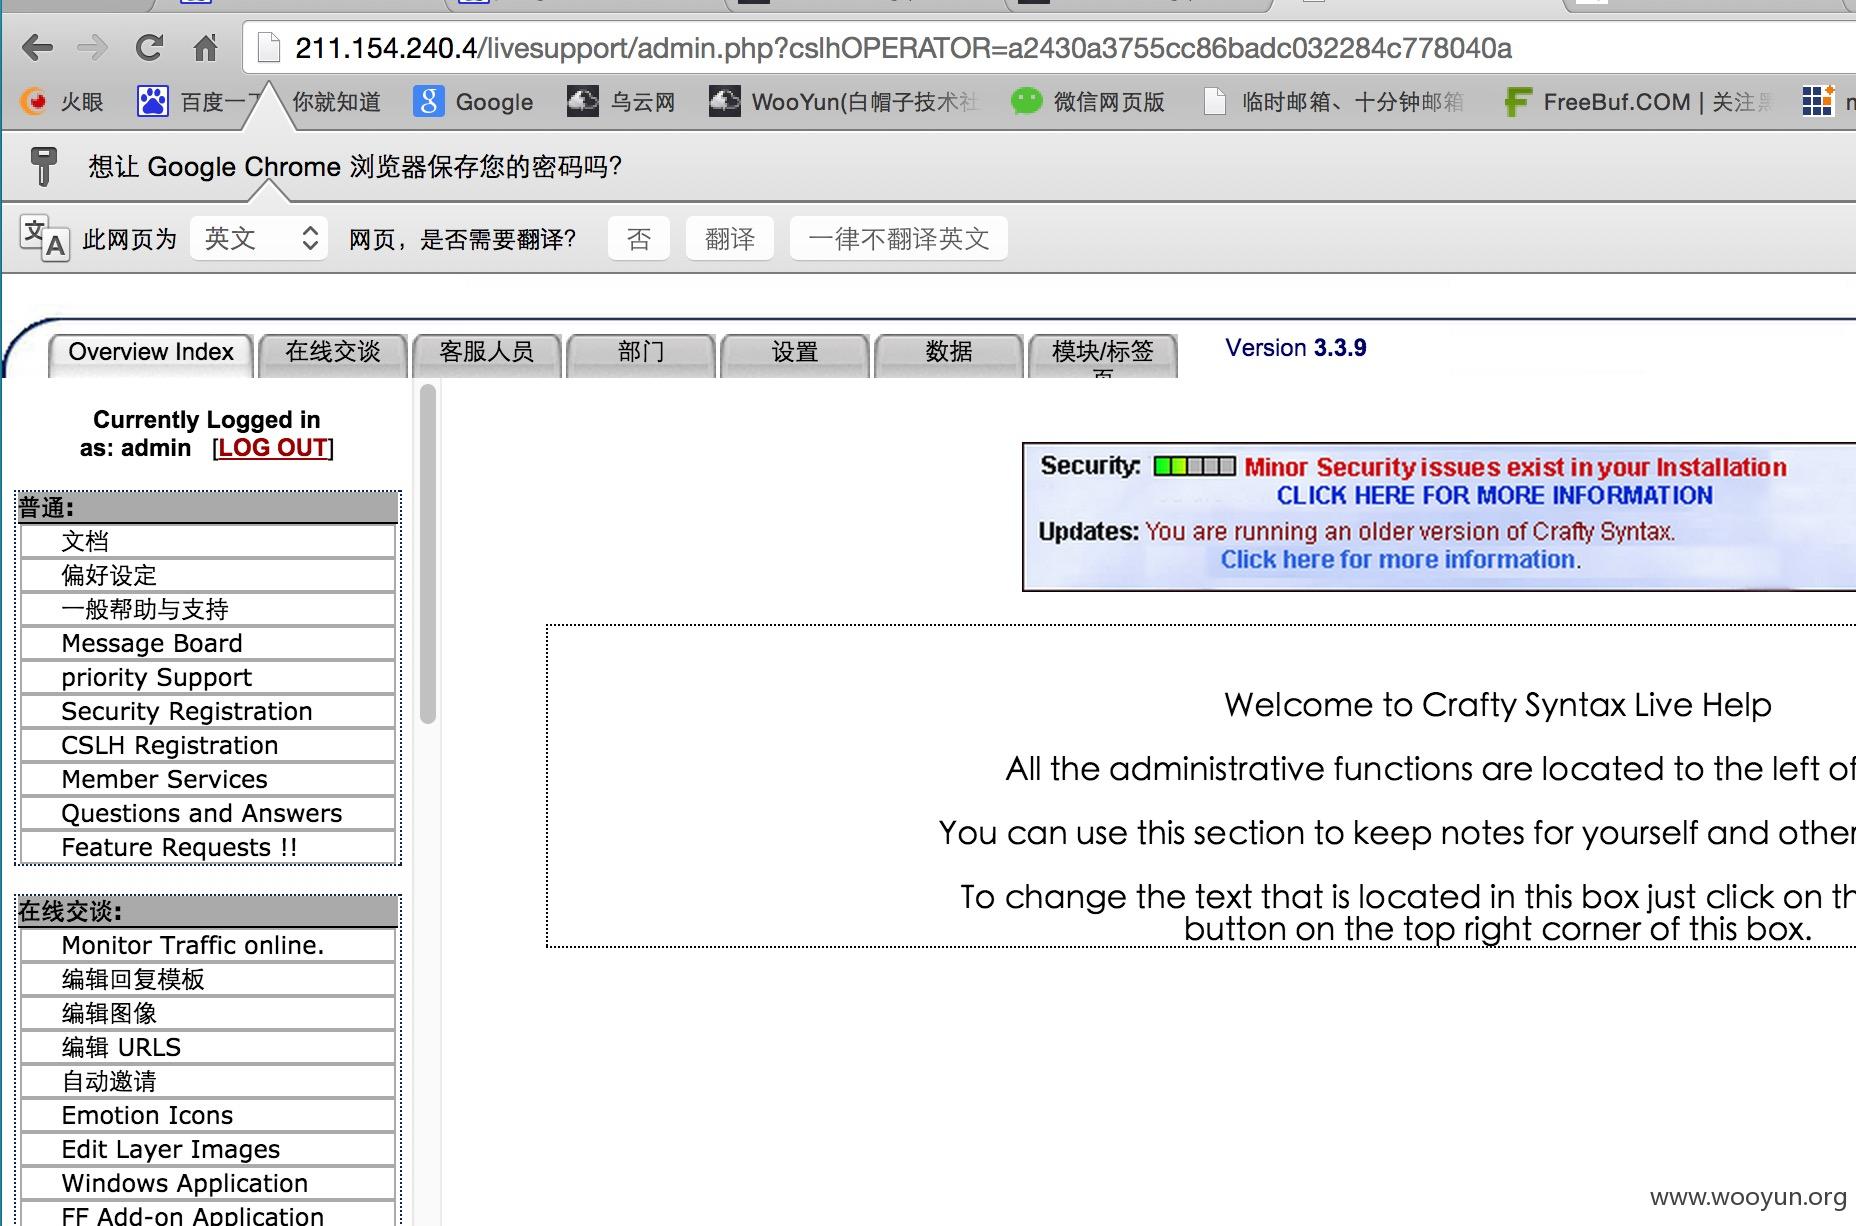 211.154.240.4/livesupport/admin.php?cslhOPERATOR=a2430a3755cc86badc032284c778040a
火眼 百度一下 你就知道 Google 乌云网 WooYun(白帽子技术社 微信网页版 临时邮箱、十分钟邮箱 FreeBuf.COM | 关注黑
想让 Google Chrome 浏览器保存您的密码吗?
此网页为 英文 网页，是否需要翻译? 否 翻译 一律不翻译英文
Overview Index 在线交谈 客服人员 部门 设置 数据 模块/标签页 Version 3.3.9
Currently Logged in
as: admin [LOG OUT]
普通:
文档
偏好设定
一般帮助与支持
Message Board
priority Support
Security Registration
CSLH Registration
Member Services
Questions and Answers
Feature Requests !!
在线交谈:
Monitor Traffic online.
编辑回复模板
编辑图像
编辑 URLS
自动邀请
Emotion Icons
Edit Layer Images
Windows Application
FF Add-on Application
Security: Minor Security issues exist in your Installation
CLICK HERE FOR MORE INFORMATION
Updates: You are running an older version of Crafty Syntax.
Click here for more information.
Welcome to Crafty Syntax Live Help
All the administrative functions are located to the left of
You can use this section to keep notes for yourself and other
To change the text that is located in this box just click on th
button on the top right corner of this box.
www.wooyun.org